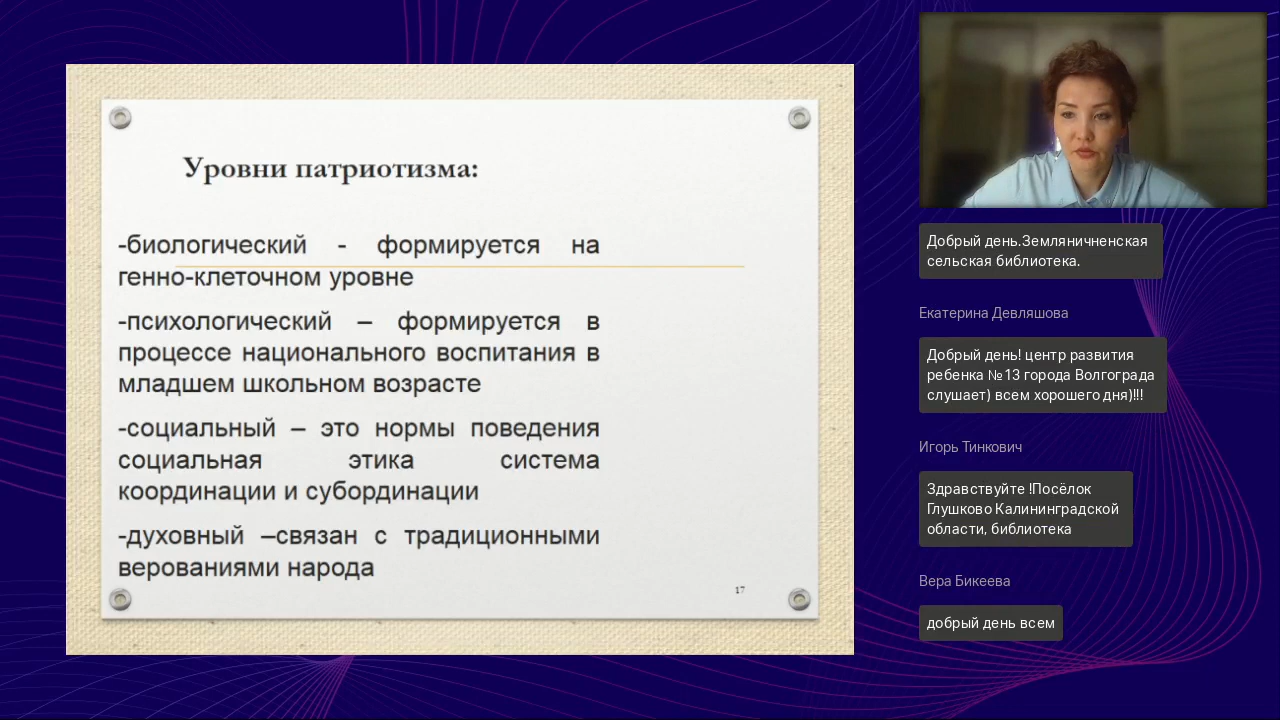 Уровни патриотизма:
-биологический - формируется на
генно-клеточном уровне
-психологический – формируется в
процессе национального воспитания в
младшем школьном возрасте
-социальный – это нормы поведения
социальная этика система
координации и субординации
-духовный –связан с традиционными
верованиями народа
17
Добрый день.Земляничненская
сельская библиотека.
Екатерина Девляшова
Добрый день! центр развития
ребенка №13 города Волгограда
слушает) всем хорошего дня)!!!
Игорь Тинкович
Здравствуйте !Посёлок
Глушково Калининградской
области, библиотека
Вера Бикеева
добрый день всем